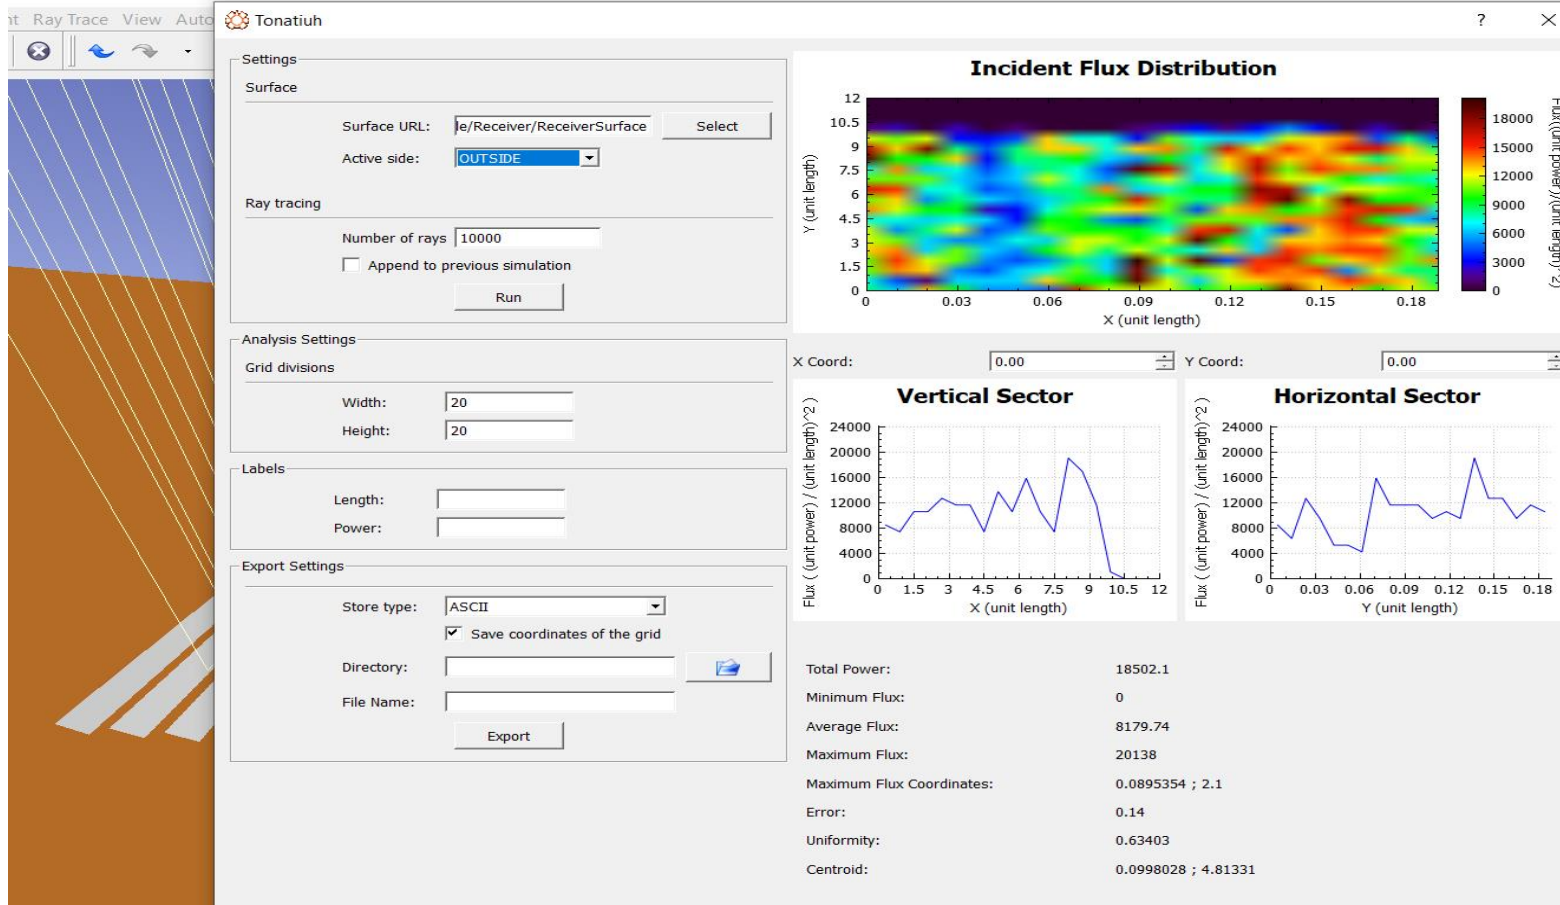 nt Ray Trace View Auto
Tonatiuh
?
Settings
Surface
Surface URL: le/Receiver/ReceiverSurface Select
Active side: OUTSIDE
Ray tracing
Number of rays 10000
Append to previous simulation
Run
Analysis Settings
Grid divisions
Width: 20
Height: 20
Labels
Length:
Power:
Export Settings
Store type: ASCII
Save coordinates of the grid
Directory:
File Name:
Export
Incident Flux Distribution
Y (unit length)
12
10.5
9
7.5
6
4.5
3
1.5
0
0 0.03 0.06 0.09 0.12 0.15 0.18
X (unit length)
18000
15000
12000
9000
6000
3000
0
Flux((unit power)/(unit length)^2)
X Coord: 0.00 Y Coord: 0.00
Vertical Sector
Flux ( (unit power) / (unit length)^2 )
24000
20000
16000
12000
8000
4000
0
0 1.5 3 4.5 6 7.5 9 10.5 12
X (unit length)
Horizontal Sector
Flux ( (unit power) / (unit length)^2 )
24000
20000
16000
12000
8000
4000
0
0 0.03 0.06 0.09 0.12 0.15 0.18
Y (unit length)
Total Power: 18502.1
Minimum Flux: 0
Average Flux: 8179.74
Maximum Flux: 20138
Maximum Flux Coordinates: 0.0895354 ; 2.1
Error: 0.14
Uniformity: 0.63403
Centroid: 0.0998028 ; 4.81331